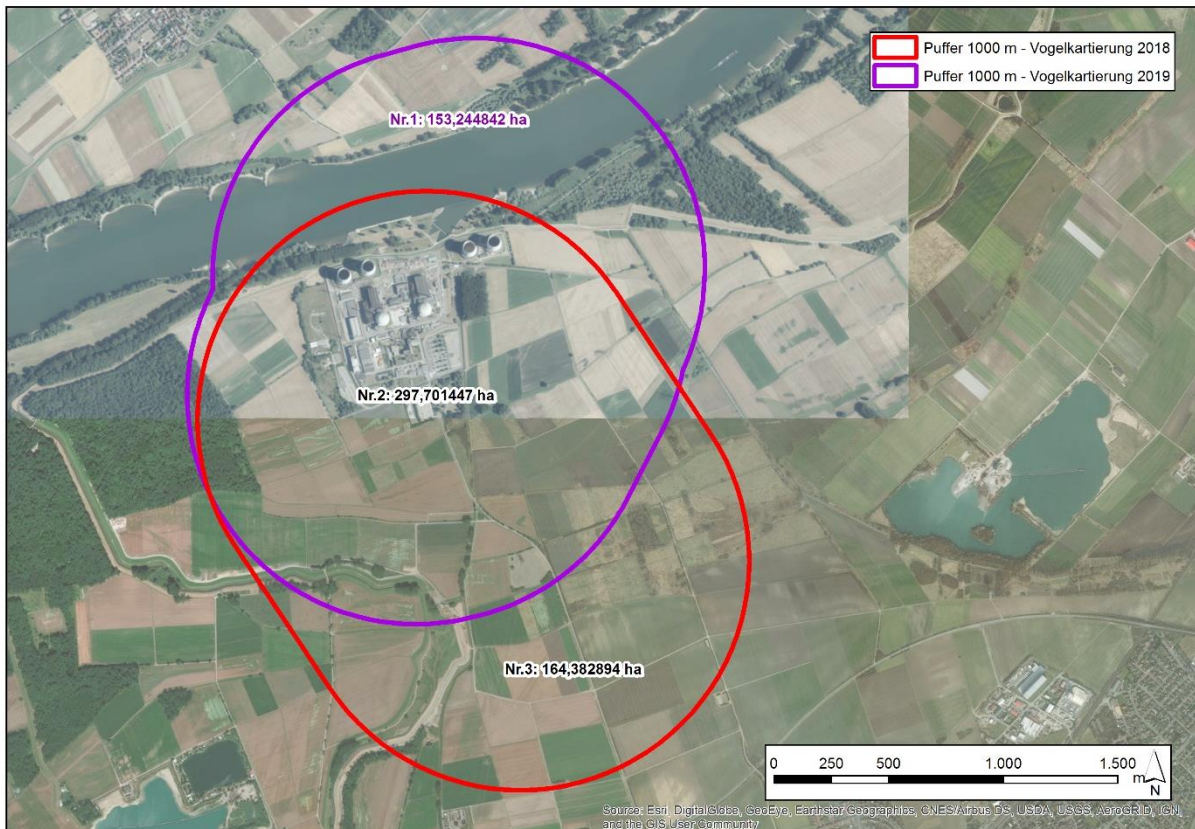 Puffer 1000 m - Vogelkartierung 2018
Puffer 1000 m - Vogelkartierung 2019
Nr.1: 153,244842 ha
Nr.2: 297,701447 ha
Nr.3: 164,382894 ha
0 250 500 1.000 1.500
m
N
Source: Esri, DigitalGlobe, GeoEye, Earthstar Geographics, CNES/Airbus DS, USDA, USGS, AeroGRID, IGN,
and the GIS User Community